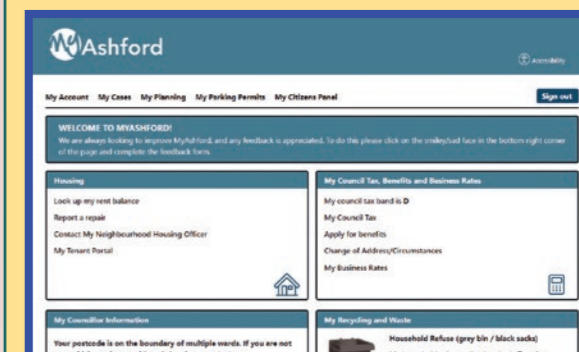 MyAshford
Accessibility
My Account My Cases My Planning My Parking Permits My Citizens Panel Sign out
WELCOME TO MYASHFORD!
We are always looking to improve MyAshford, and any feedback is appreciated. To do this please click on the smiley/sad face in the bottom right corner
of the page and complete the feedback form.
Housing
Look up my rent balance
Report a repair
Contact My Neighbourhood Housing Officer
My Tenant Portal
My Council Tax, Benefits and Business Rates
My council tax band is D
My Council Tax
Apply for benefits
Change of Address/Circumstances
My Business Rates
My Councillor Information
Your postcode is on the boundary of multiple wards. If you are not
My Recycling and Waste
Household Refuse (grey bin / black sacks)